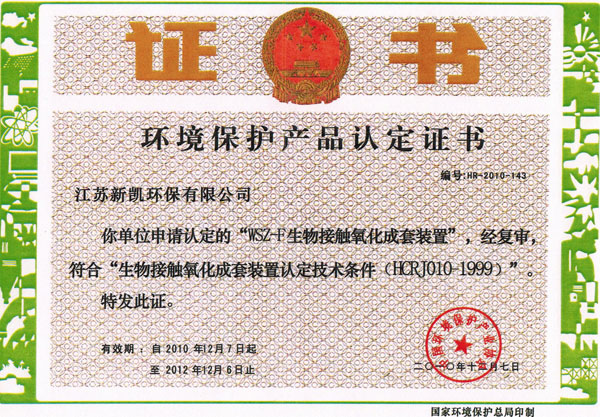 证书
环境保护产品认定证书
编号:HR-2010-143
江苏新凯环保有限公司
你单位申请认定的“WSZ-F生物接触氧化成套装置”，经复审，
符合“生物接触氧化成套装置认定技术条件（HCRJ010-1999）”。
特发此证。
有效期：自2010年12月7日起
至2012年12月6日止
二〇一〇年十二月七日
国家环境保护总局印制